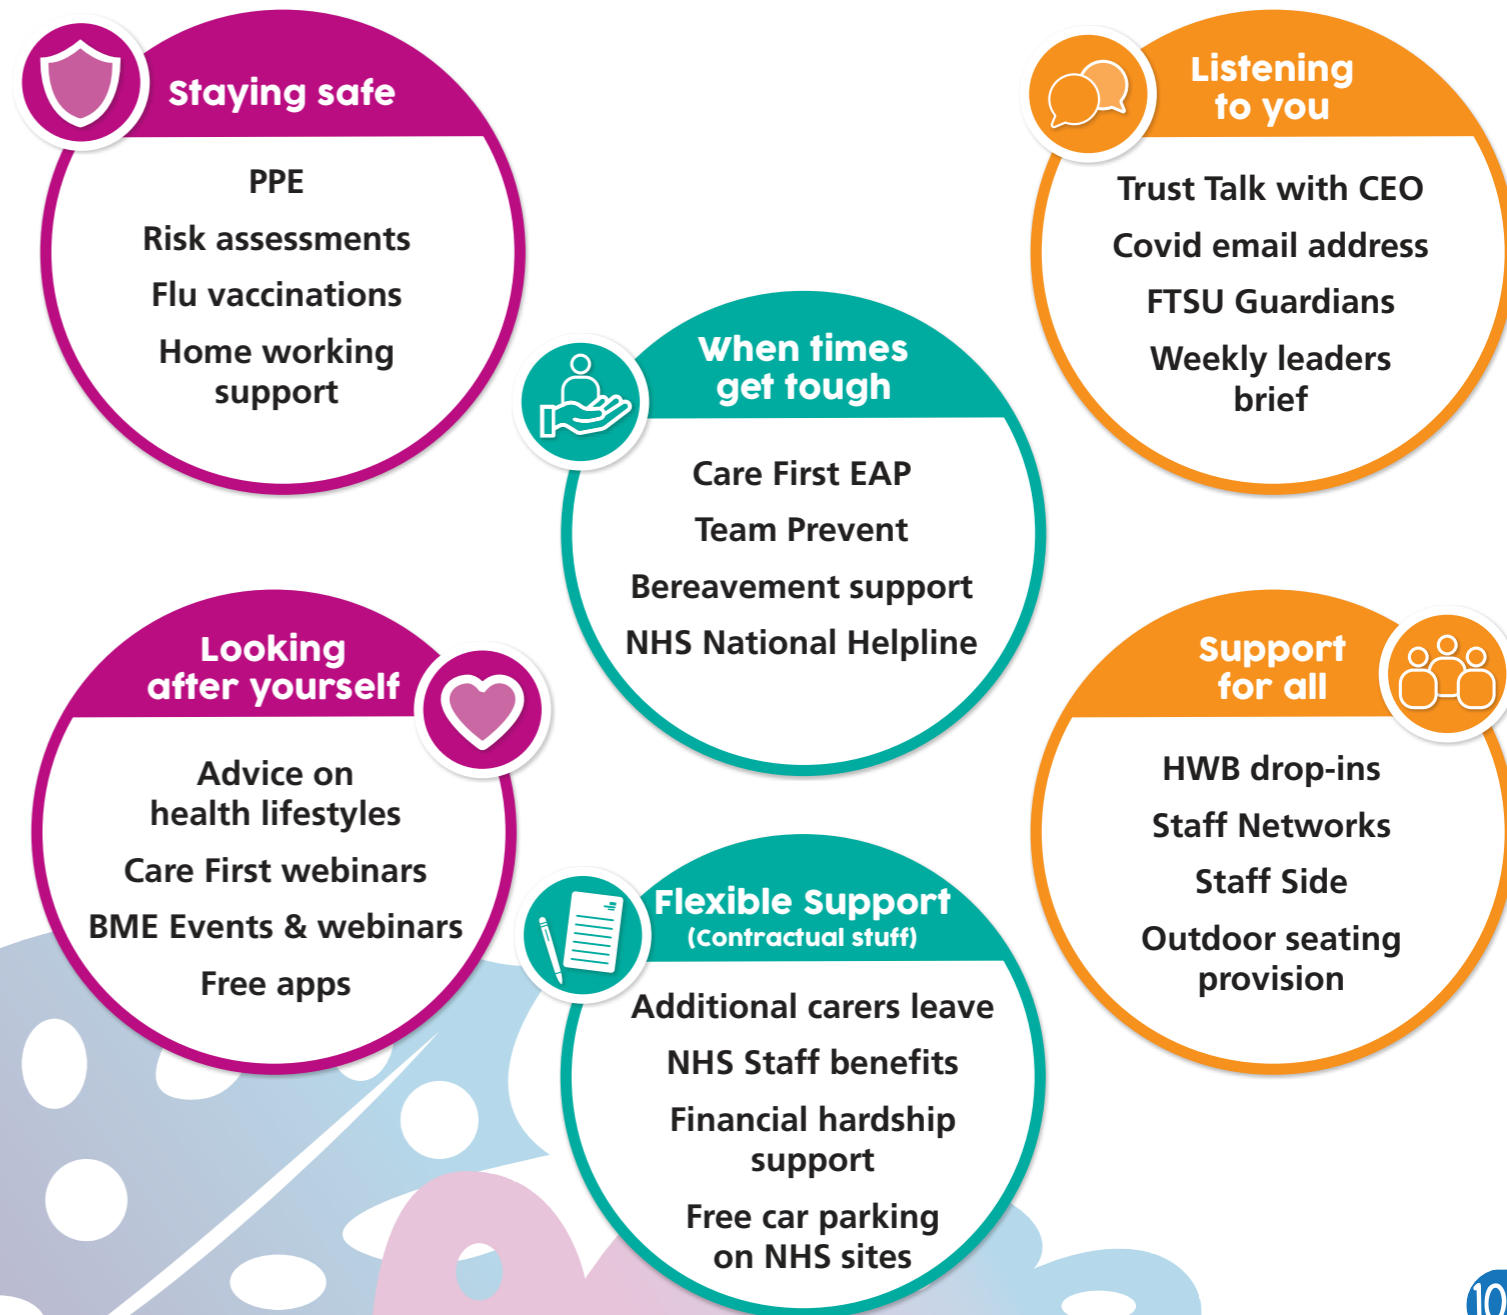 Staying safe
PPE
Risk assessments
Flu vaccinations
Home working
support
Listening
to you
Trust Talk with CEO
Covid email address
FTSU Guardians
Weekly leaders
brief
When times
get tough
Care First EAP
Team Prevent
Bereavement support
NHS National Helpline
Looking
after yourself
Advice on
health lifestyles
Care First webinars
BME Events & webinars
Free apps
Support
for all
HWB drop-ins
Staff Networks
Staff Side
Outdoor seating
provision
Flexible Support
(Contractual stuff)
Additional carers leave
NHS Staff benefits
Financial hardship
support
Free car parking
on NHS sites